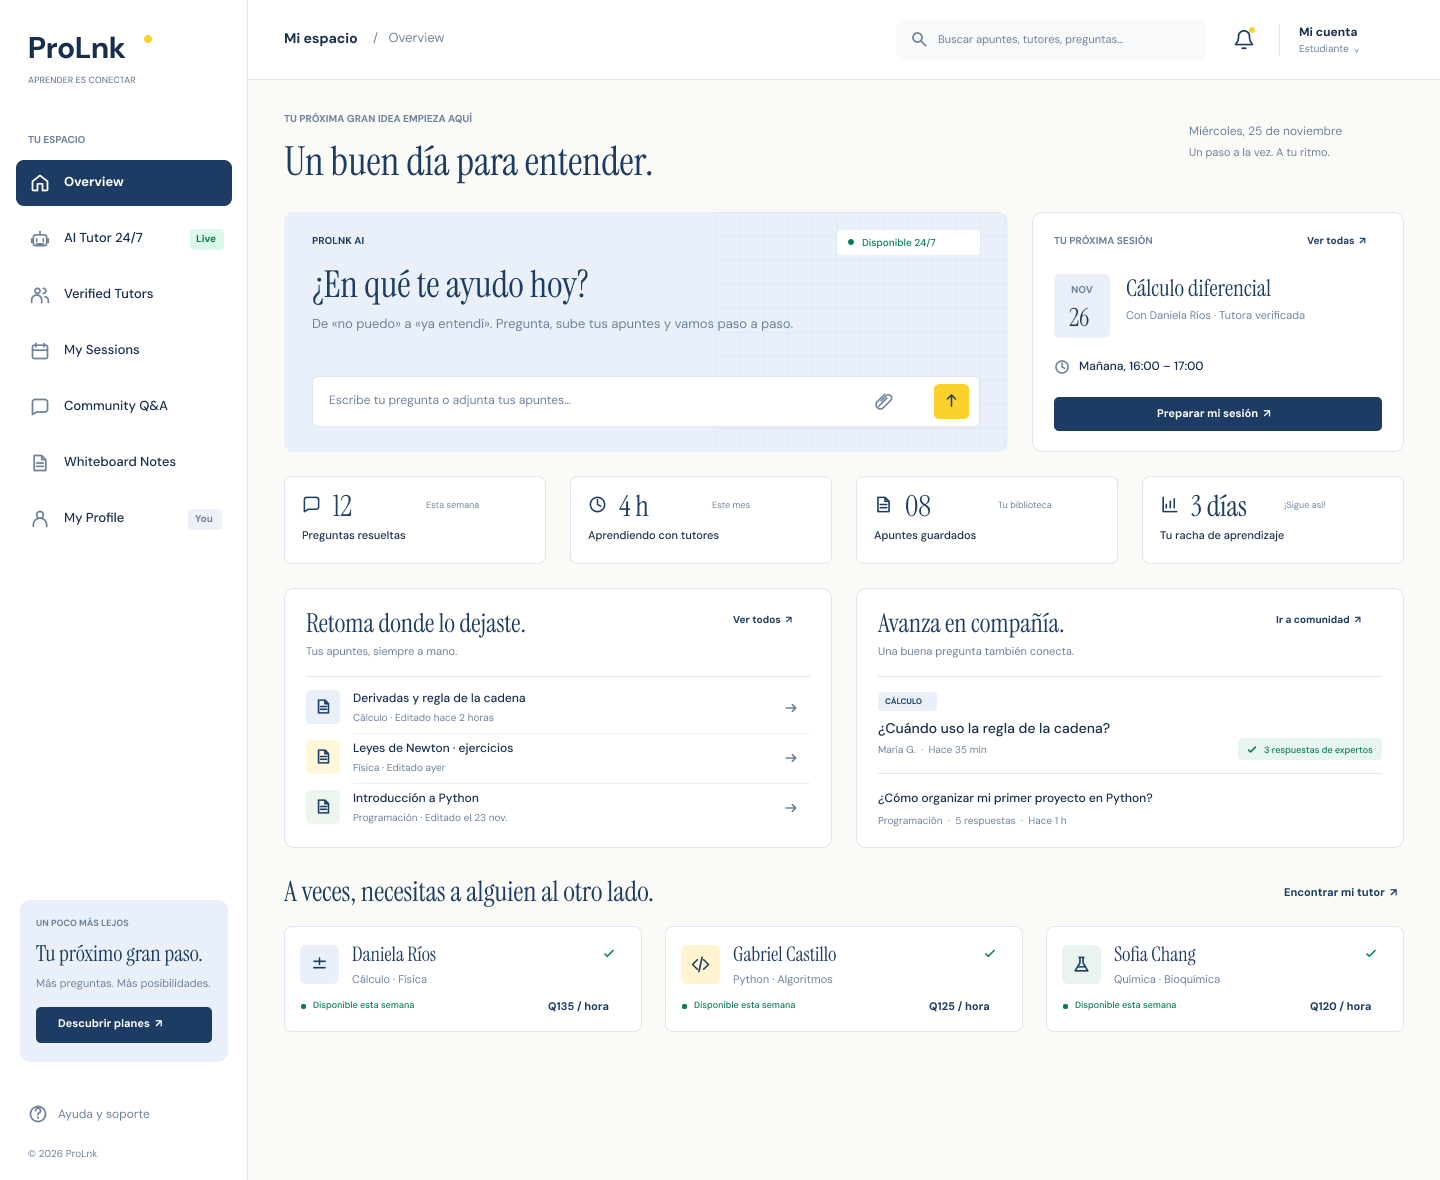 ProLnk
APRENDER ES CONECTAR
TU ESPACIO
Overview
AI Tutor 24/7
Live
Verified Tutors
My Sessions
Community Q&A
Whiteboard Notes
My Profile
You
UN POCO MÁS LEJOS
Tu próximo gran paso.
Más preguntas. Más posibilidades.
Descubrir planes
Ayuda y soporte
© 2026 ProLnk
Mi espacio / Overview
Buscar apuntes, tutores, preguntas...
Mi cuenta
Estudiante
TU PRÓXIMA GRAN IDEA EMPIEZA AQUÍ
Un buen día para entender.
Miércoles, 25 de noviembre
Un paso a la vez. A tu ritmo.
PROLNK AI
Disponible 24/7
¿En qué te ayudo hoy?
De «no puedo» a «ya entendí». Pregunta, sube tus apuntes y vamos paso a paso.
Escribe tu pregunta o adjunta tus apuntes...
TU PRÓXIMA SESIÓN
Ver todas
NOV
26
Cálculo diferencial
Con Daniela Ríos · Tutora verificada
Mañana, 16:00 – 17:00
Preparar mi sesión
12
Esta semana
Preguntas resueltas
4 h
Este mes
Aprendiendo con tutores
08
Tu biblioteca
Apuntes guardados
3 días
¡Sigue así!
Tu racha de aprendizaje
Retoma donde lo dejaste.
Ver todos
Tus apuntes, siempre a mano.
Derivadas y regla de la cadena
Cálculo · Editado hace 2 horas
Leyes de Newton · ejercicios
Física · Editado ayer
Introducción a Python
Programación · Editado el 23 nov.
Avanza en compañía.
Ir a comunidad
Una buena pregunta también conecta.
CÁLCULO
¿Cuándo uso la regla de la cadena?
María G. · Hace 35 min
3 respuestas de expertos
¿Cómo organizar mi primer proyecto en Python?
Programación · 5 respuestas · Hace 1 h
A veces, necesitas a alguien al otro lado.
Encontrar mi tutor
Daniela Ríos
Cálculo · Física
Disponible esta semana
Q135 / hora
Gabriel Castillo
Python · Algoritmos
Disponible esta semana
Q125 / hora
Sofia Chang
Química · Bioquímica
Disponible esta semana
Q120 / hora